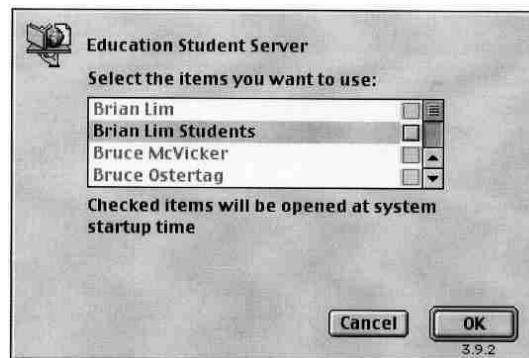 Education Student Server
Select the items you want to use:
Brian Lim
Brian Lim Students
Bruce McVicker
Bruce Ostertag
Checked items will be opened at system
startup time
Cancel
OK
3.9.2